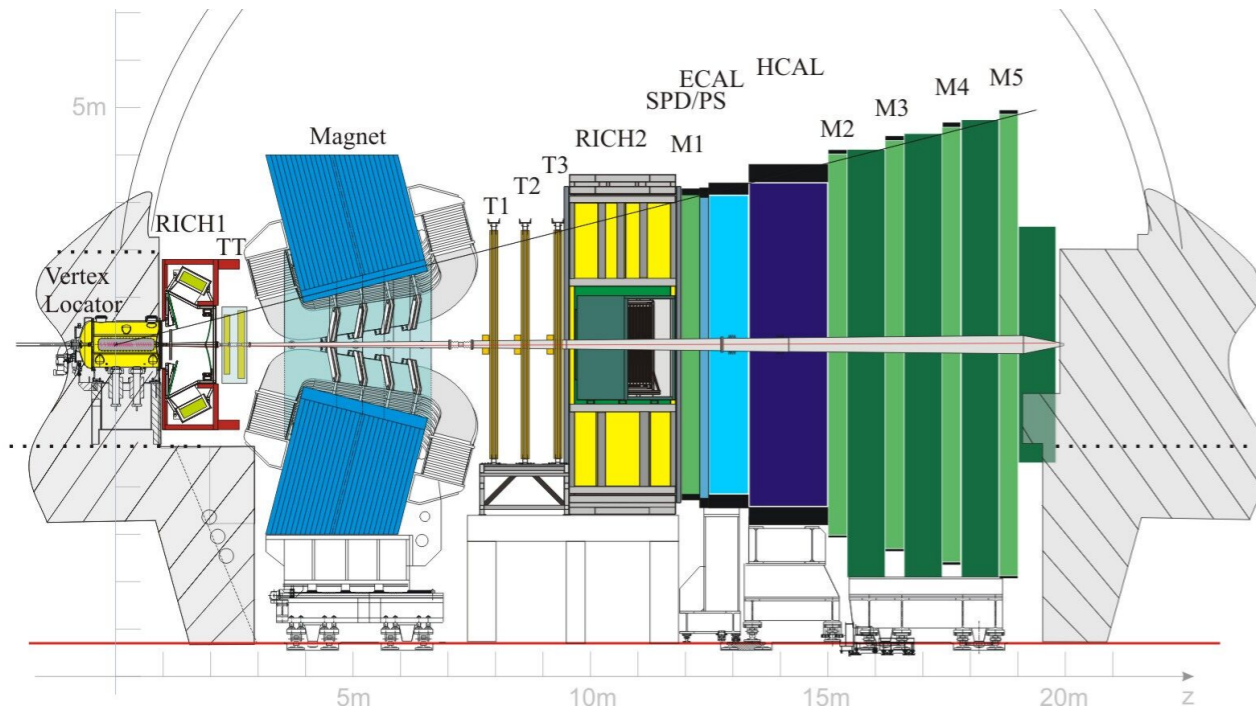 HCAL
ECAL
M5
SPD/PS
M4
5m
M3
M2
Magnet
RICH2
M1
T3
T2
T1
RICH1
TT
Vertex
Locator
5m
10m
15m
20m
z